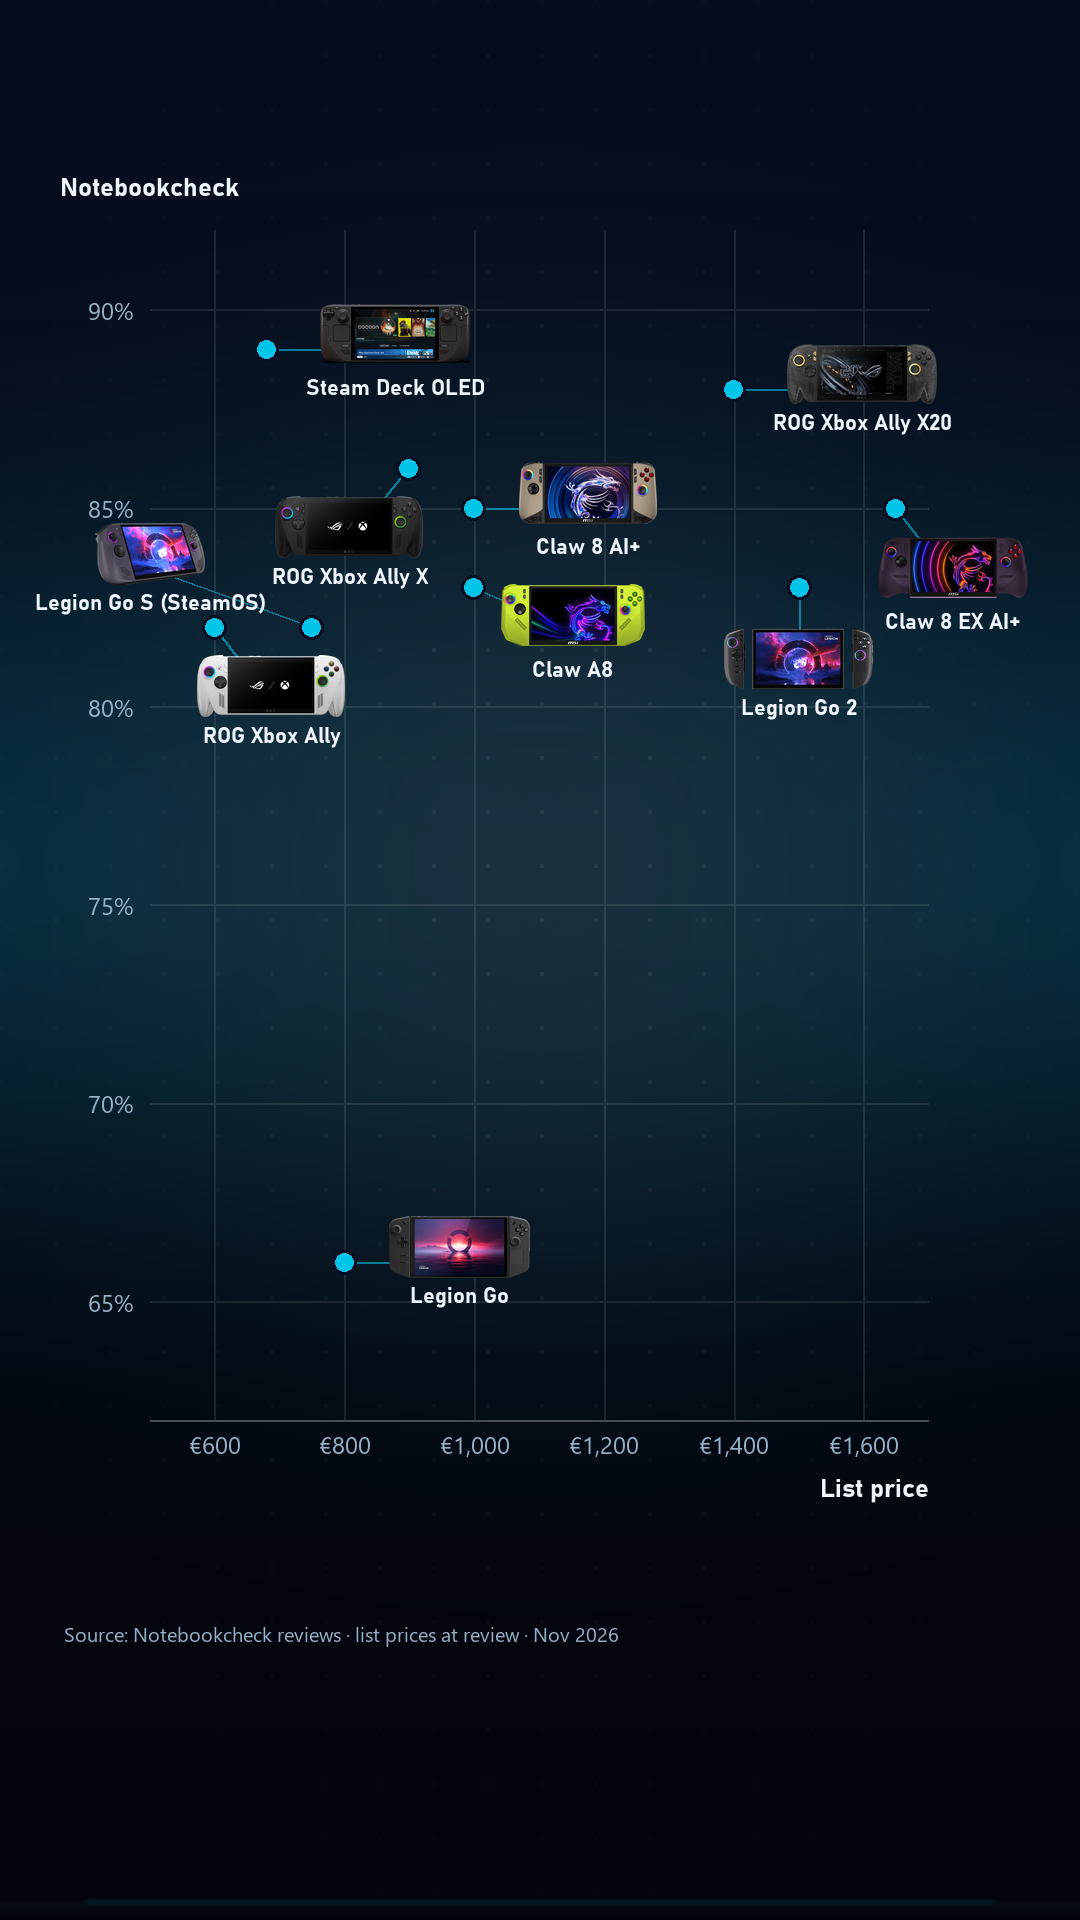 Notebookcheck
90%
Steam Deck OLED
ROG Xbox Ally X20
85%
Claw 8 AI+
ROG Xbox Ally X
Legion Go S (SteamOS)
Claw 8 EX AI+
Claw A8
80%
Legion Go 2
ROG Xbox Ally
75%
70%
Legion Go
65%
€600 €800 €1,000 €1,200 €1,400 €1,600
List price
Source: Notebookcheck reviews · list prices at review · Nov 2026